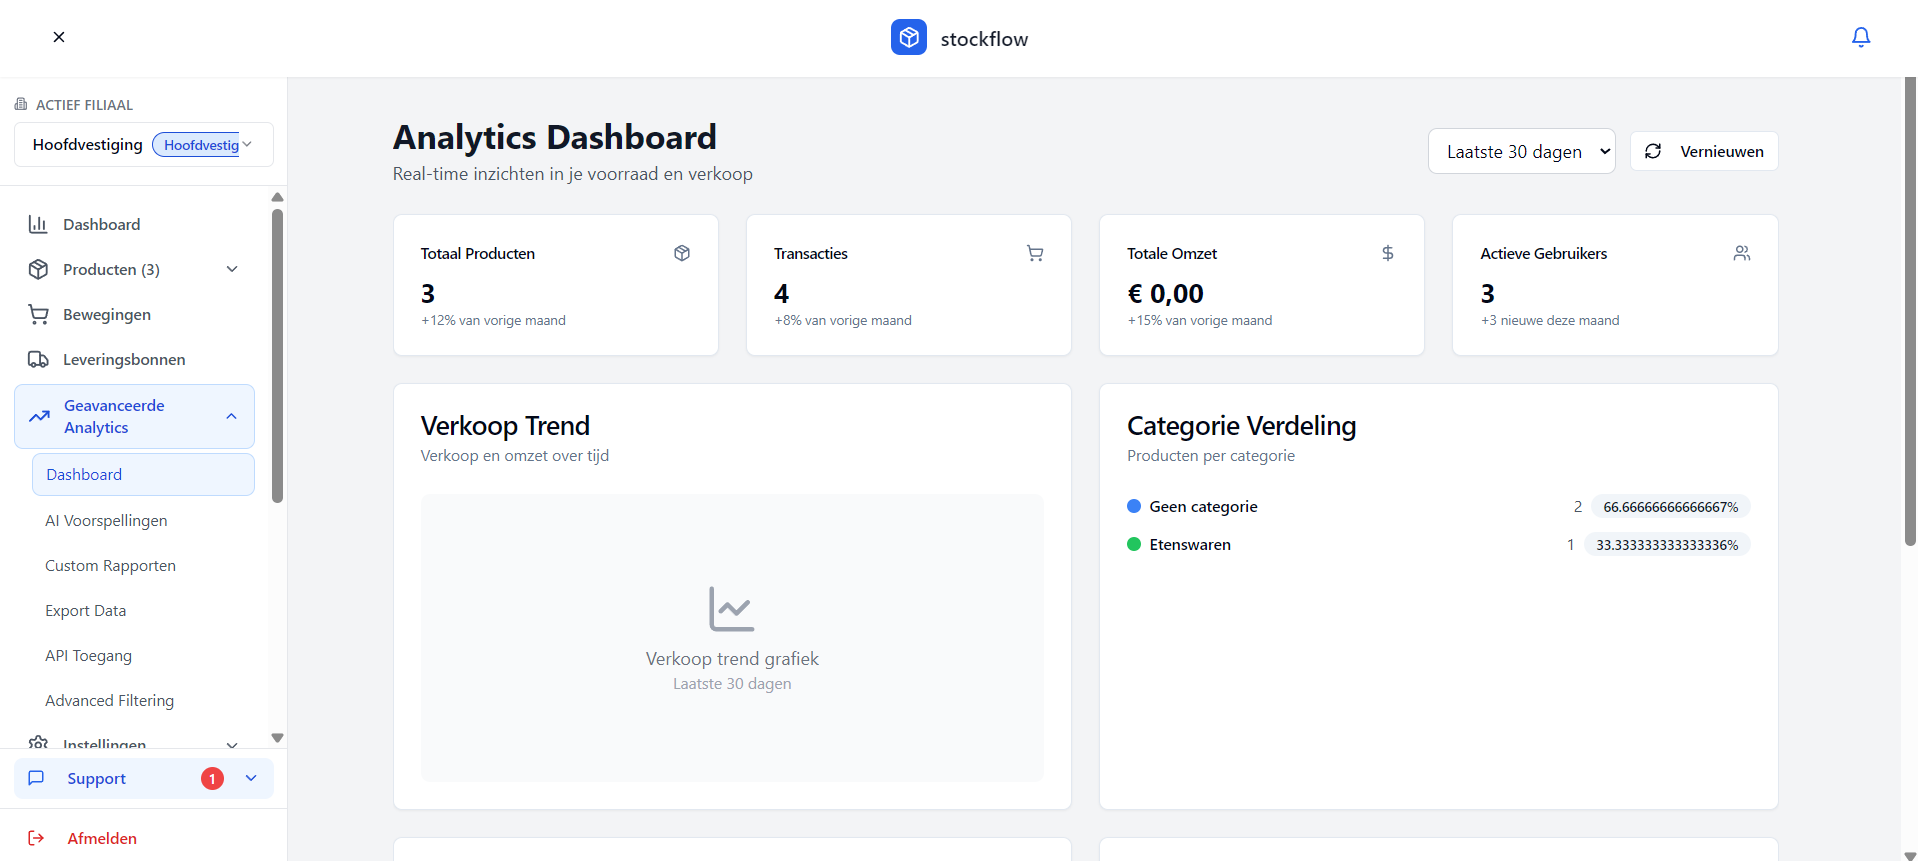 stockflow
ACTIEF FILIAAL
Hoofdvestiging Hoofdvestig
Dashboard
Producten (3)
Bewegingen
Leveringsbonnen
Geavanceerde
Analytics
Dashboard
AI Voorspellingen
Custom Rapporten
Export Data
API Toegang
Advanced Filtering
Instellingen
Support 1
Afmelden
Analytics Dashboard
Real-time inzichten in je voorraad en verkoop
Laatste 30 dagen
Vernieuwen
Totaal Producten
3
+12% van vorige maand
Transacties
4
+8% van vorige maand
Totale Omzet
€ 0,00
+15% van vorige maand
Actieve Gebruikers
3
+3 nieuwe deze maand
Verkoop Trend
Verkoop en omzet over tijd
Verkoop trend grafiek
Laatste 30 dagen
Categorie Verdeling
Producten per categorie
Geen categorie 2 66.66666666666667%
Etenswaren 1 33.333333333333336%